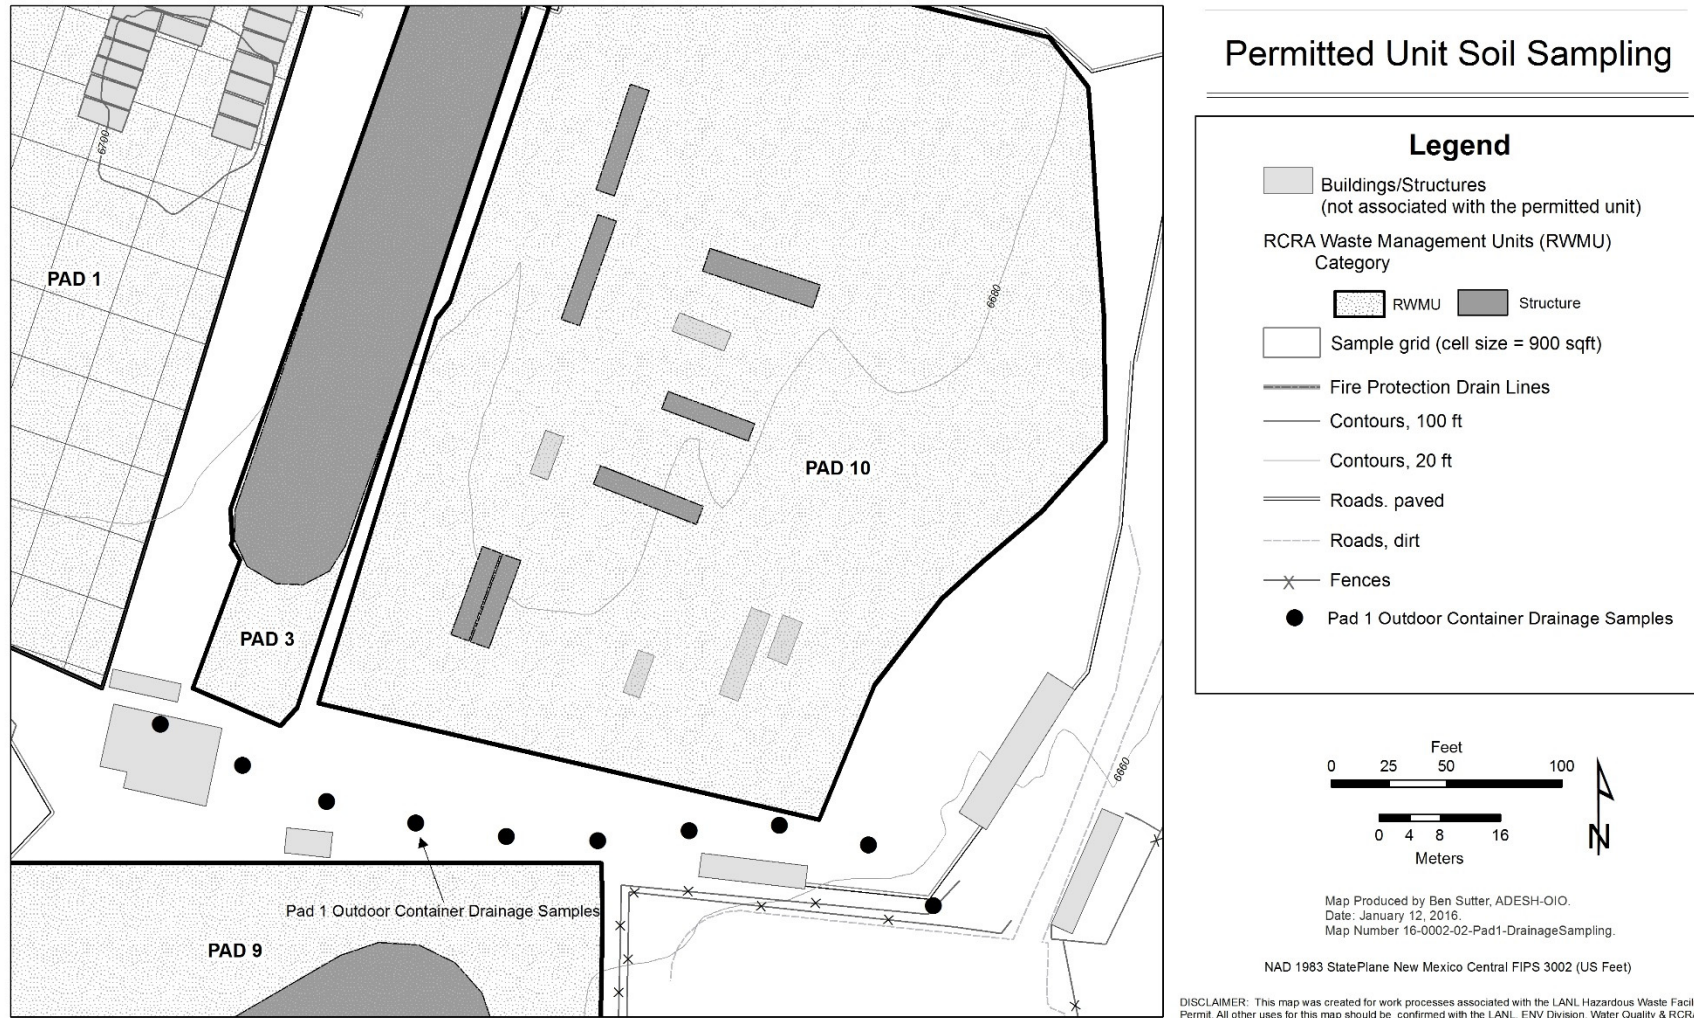 Permitted Unit Soil Sampling
Legend
Buildings/Structures
(not associated with the permitted unit)
RCRA Waste Management Units (RWMU)
Category
RWMU
Structure
Sample grid (cell size = 900 sqft)
Fire Protection Drain Lines
Contours, 100 ft
Contours, 20 ft
Roads. paved
Roads, dirt
Fences
Pad 1 Outdoor Container Drainage Samples
6700
PAD 1
6680
PAD 10
PAD 3
6660
Pad 1 Outdoor Container Drainage Samples
PAD 9
Feet
0 25 50 100
0 4 8 16
Meters
N
Map Produced by Ben Sutter, ADESH-OIO.
Date: January 12, 2016.
Map Number 16-0002-02-Pad1-DrainageSampling.
NAD 1983 StatePlane New Mexico Central FIPS 3002 (US Feet)
DISCLAIMER: This map was created for work processes associated with the LANL Hazardous Waste Facil
Permit. All other uses for this map should be confirmed with the LANL, ENV Division, Water Quality & RCRA